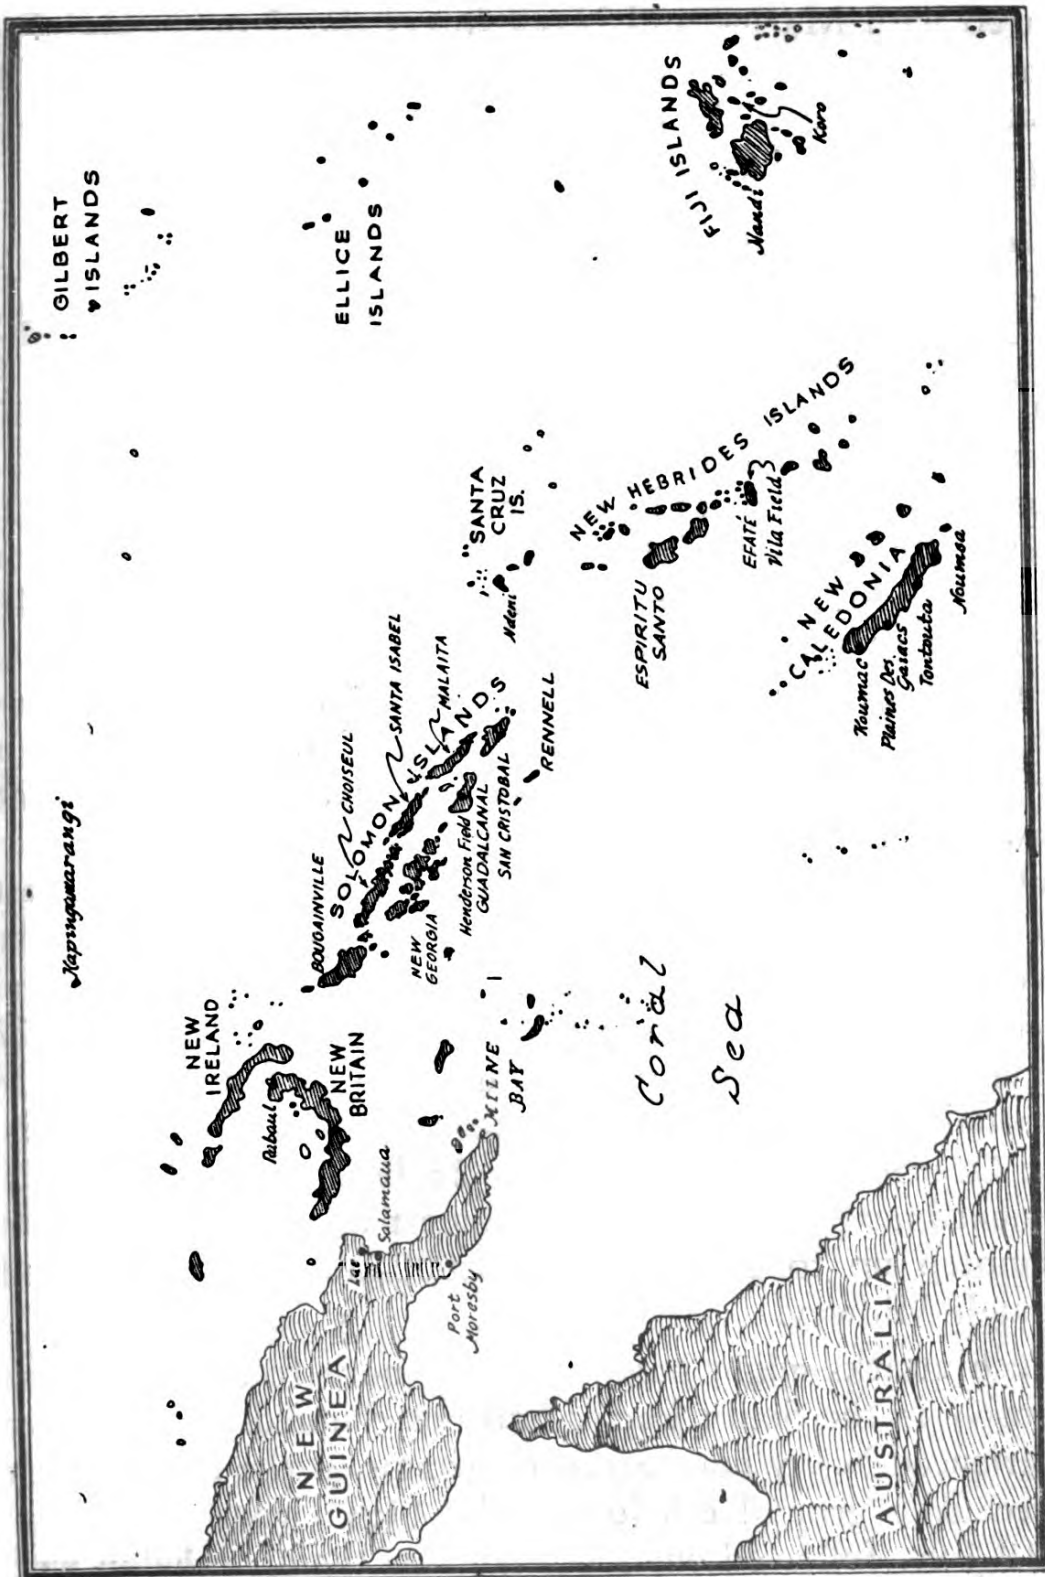 GILBERT
ISLANDS
ELLICE
ISLANDS
FIJI ISLANDS
Nandi
Koro
Kapingamarangi
SANTA
CRUZ
IS.
Ndeni
NEW HEBRIDES ISLANDS
ESPIRITU
SANTO
EFATÉ
Vila Field
NEW
CALEDONIA
Koumac
Plaines Des
Gaiacs
Tontouta
Noumea
SOLOMON ISLANDS
BOUGAINVILLE
CHOISEUL
SANTA ISABEL
MALAITA
NEW
GEORGIA
Henderson Field
GUADALCANAL
SAN CRISTOBAL
RENNELL
NEW
IRELAND
NEW
BRITAIN
Rabaul
MILNE
BAY
Coral
Sea
NEW
GUINEA
Lae
Salamaua
Port
Moresby
AUSTRALIA